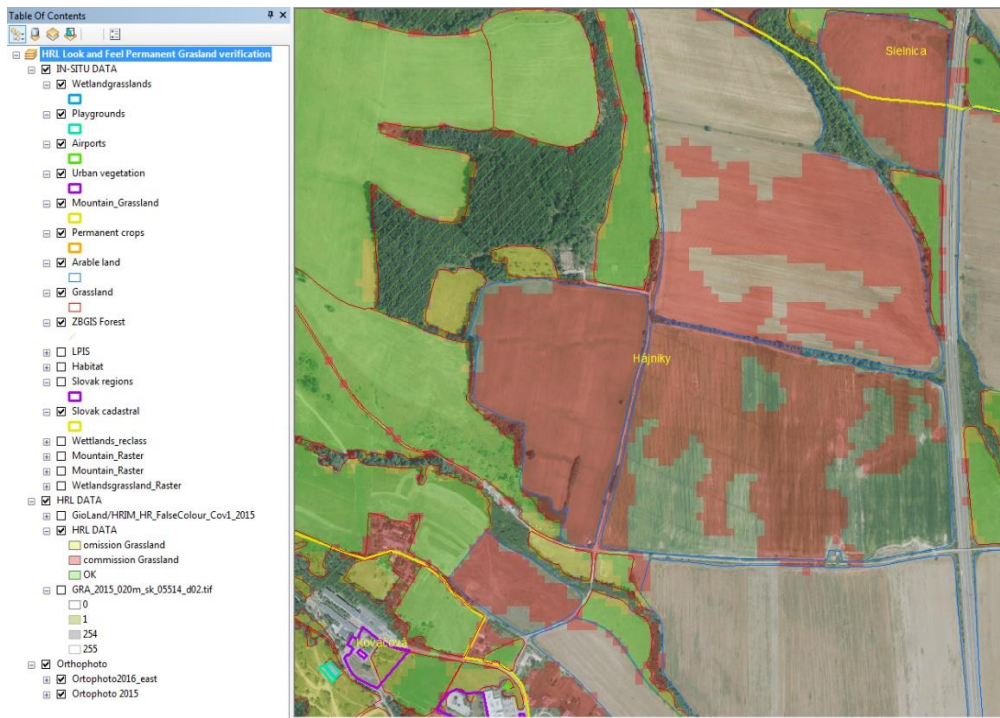 Table Of Contents
HRL Look and Feel Permanent Grasland verification
IN-SITU DATA
Wetlandgrasslands
Playgrounds
Airports
Urban vegetation
Mountain_Grassland
Permanent crops
Arable land
Grassland
ZBGIS Forest
LPIS
Habitat
Slovak regions
Slovak cadastral
Wettlands_reclass
Mountain_Raster
Mountain_Raster
Wetlandsgrassland_Raster
HRL DATA
GioLand/HRIM_HR_FalseColour_Cov1_2015
HRL DATA
omission Grassland
commission Grassland
OK
GRA_2015_020m_sk_05514_d02.tif
0
1
254
255
Orthophoto
Ortophoto2016_east
Ortophoto 2015
Sielnica
Hájniky
Kováčová